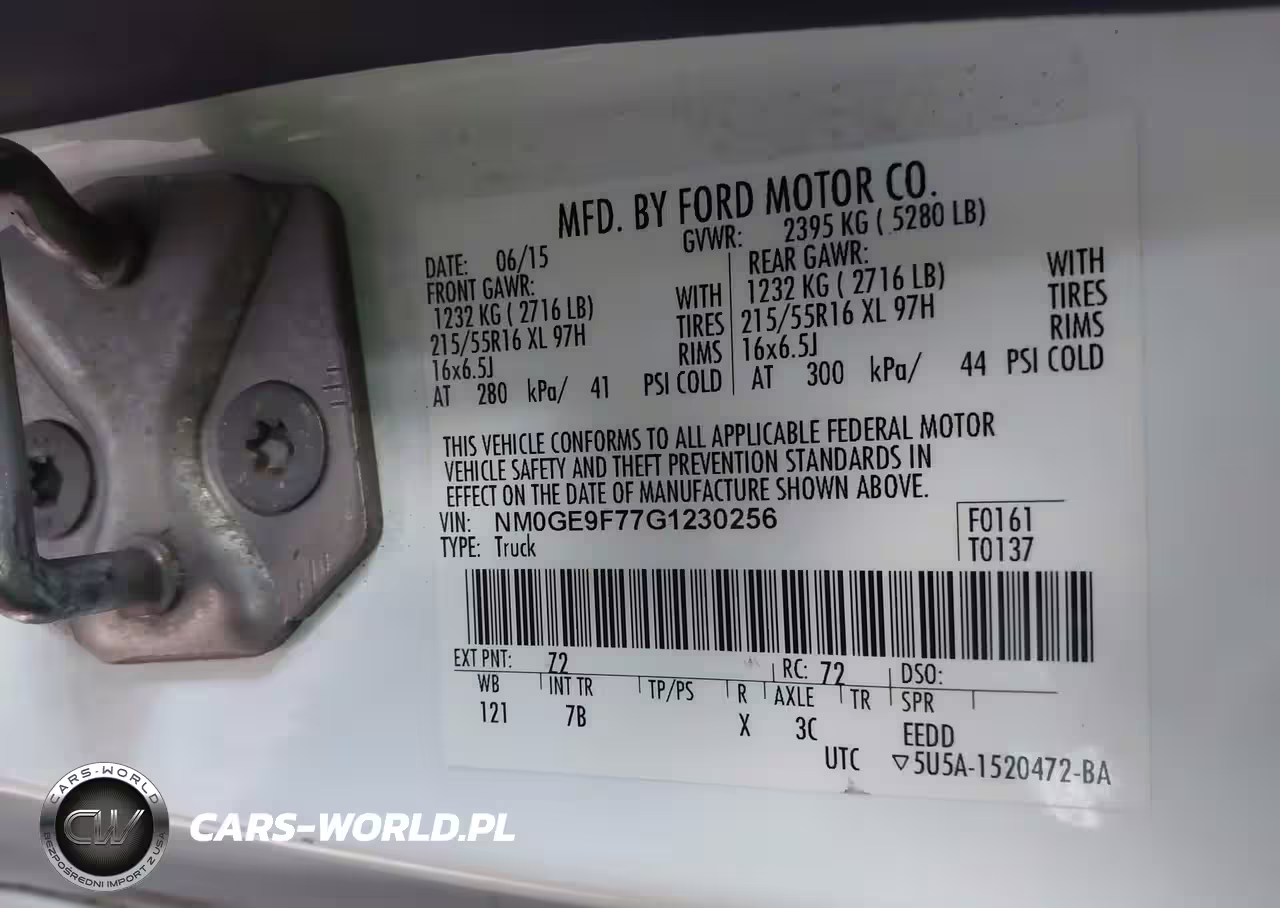 MFD. BY FORD MOTOR CO.
DATE: 06/15 GVWR: 2395 KG ( 5280 LB)
FRONT GAWR:
1232 KG ( 2716 LB) WITH
215/55R16 XL 97H TIRES
16x6.5J RIMS
AT 280 kPa/ 41 PSI COLD
REAR GAWR:
1232 KG ( 2716 LB) WITH
215/55R16 XL 97H TIRES
16x6.5J RIMS
AT 300 kPa/ 44 PSI COLD
THIS VEHICLE CONFORMS TO ALL APPLICABLE FEDERAL MOTOR
VEHICLE SAFETY AND THEFT PREVENTION STANDARDS IN
EFFECT ON THE DATE OF MANUFACTURE SHOWN ABOVE.
VIN: NM0GE9F77G1230256
TYPE: Truck
F0161
T0137
EXT PNT: Z2 RC: 72 DSO:
WB INT TR TP/PS R AXLE TR SPR
121 7B X 3C EEDD
UTC ▽5U5A-1520472-BA
CARS-WORLD
CW
BEZPOŚREDNI IMPORT Z USA
CARS-WORLD.PL